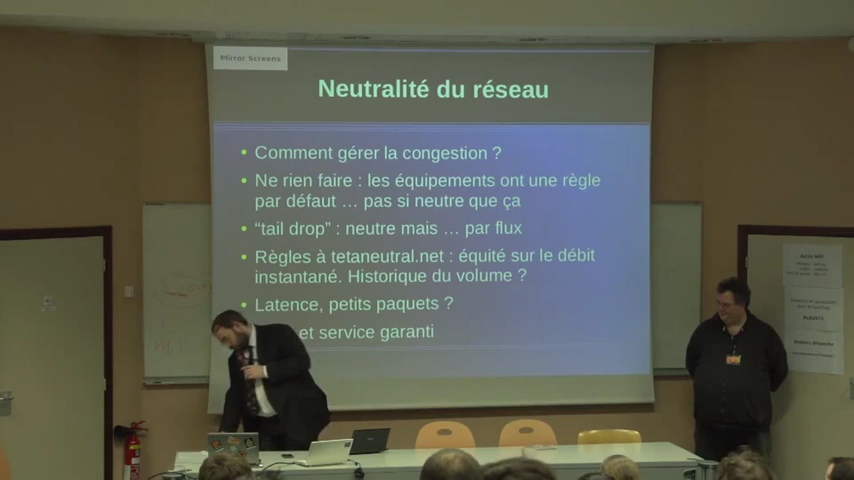 Mirror Screens
Neutralité du réseau
• Comment gérer la congestion ?
• Ne rien faire : les équipements ont une règle
par défaut … pas si neutre que ça
• “tail drop” : neutre mais … par flux
• Règles à tetaneutral.net : équité sur le débit
instantané. Historique du volume ?
• Latence, petits paquets ?
et service garanti